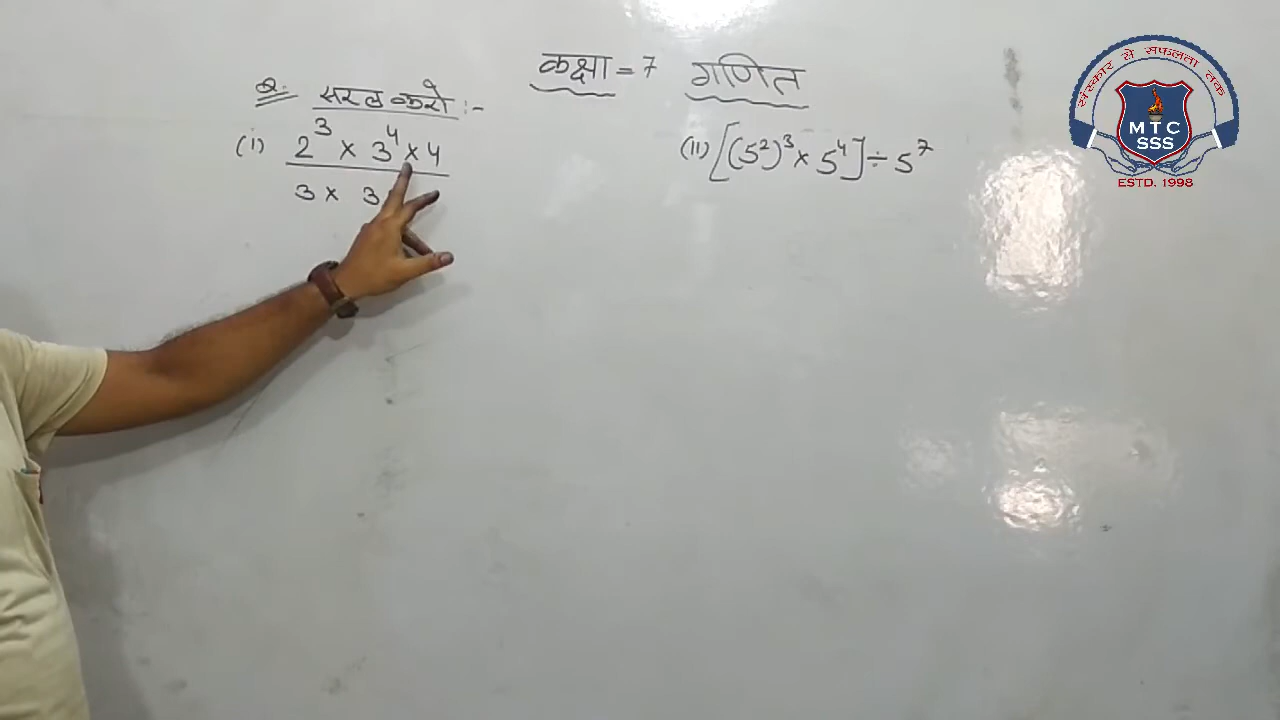 कक्षा = 7 गणित
Q. सरल करो :-
(i) 2³ × 3⁴ × 4
3 × 3
(ii) [(5²)³ × 5⁴] ÷ 5⁷
संस्कार से सफलता तक
MTC
SSS
ESTD. 1998